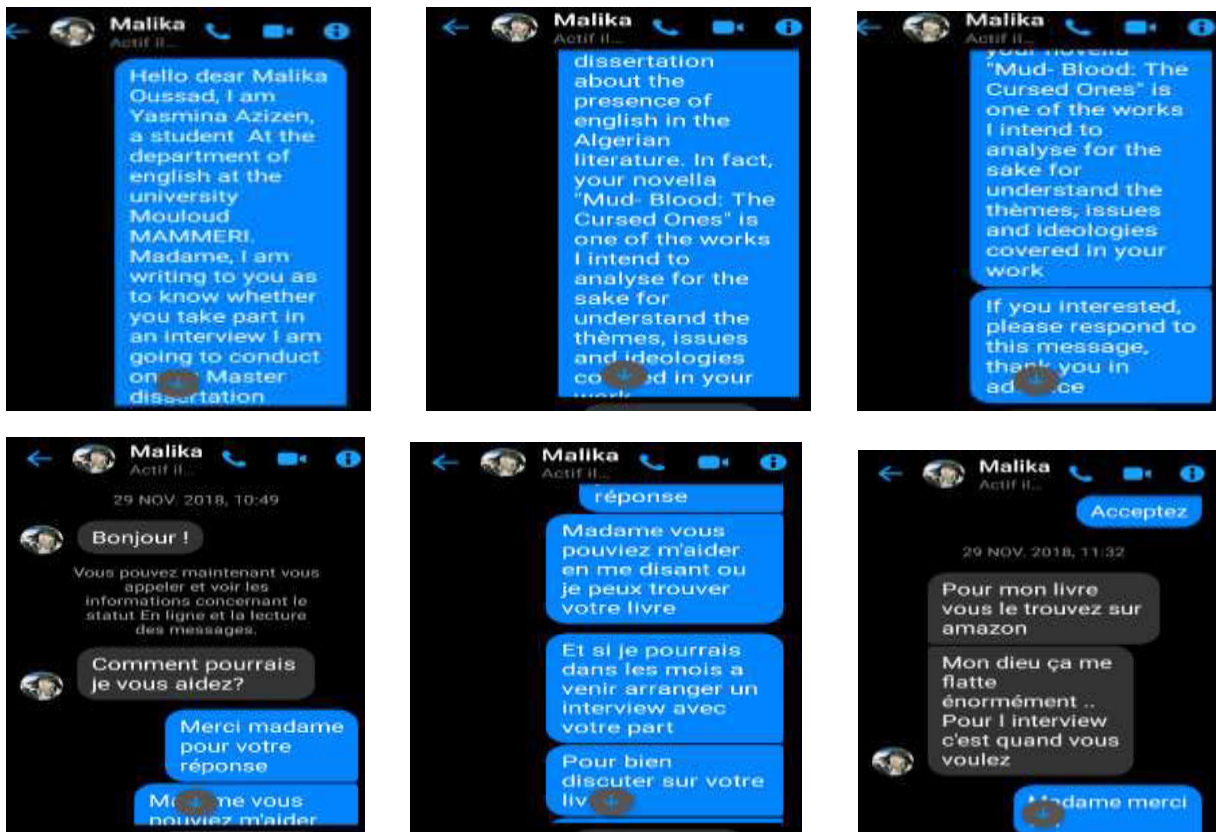 Malika
Actif il...
Hello dear Malika
Oussad, I am
Yasmina Azizen,
a student At the
department of
english at the
university
Mouloud
MAMMERI,
Madame, I am
writing to you as
to know whether
you take part in
an interview I am
going to conduct
on Master
dissertation
Malika
Actif il...
dissertation
about the
presence of
english in the
Algerian
literature. In fact,
your novella
"Mud- Blood: The
Cursed Ones" is
one of the works
I intend to
analyse for the
sake for
understand the
thèmes, issues
and ideologies
in your
work
Malika
Actif il...
your novella
"Mud- Blood: The
Cursed Ones" is
one of the works
I intend to
analyse for the
sake for
understand the
thèmes, issues
and ideologies
covered in your
work
If you interested,
please respond to
this message,
thank you in
Malika
Actif il...
29 NOV. 2018, 10:49
Bonjour !
Vous pouvez maintenant vous
appeler et voir les
informations concernant le
statut En ligne et la lecture
des messages.
Comment pourrais
je vous aidez?
Merci madame
pour votre
réponse
vous
pouviez m'aider
Malika
Actif il...
réponse
Madame vous
pouviez m'aider
en me disant ou
je peux trouver
votre livre
Et si je pourrais
dans les mois a
venir arranger un
interview avec
votre part
Pour bien
discuter sur votre
liv
Malika
Actif il...
Acceptez
29 NOV. 2018, 11:32
Pour mon livre
vous le trouvez sur
amazon
Mon dieu ça me
flatte
énormément ..
Pour l interview
c'est quand vous
voulez
Madame merci